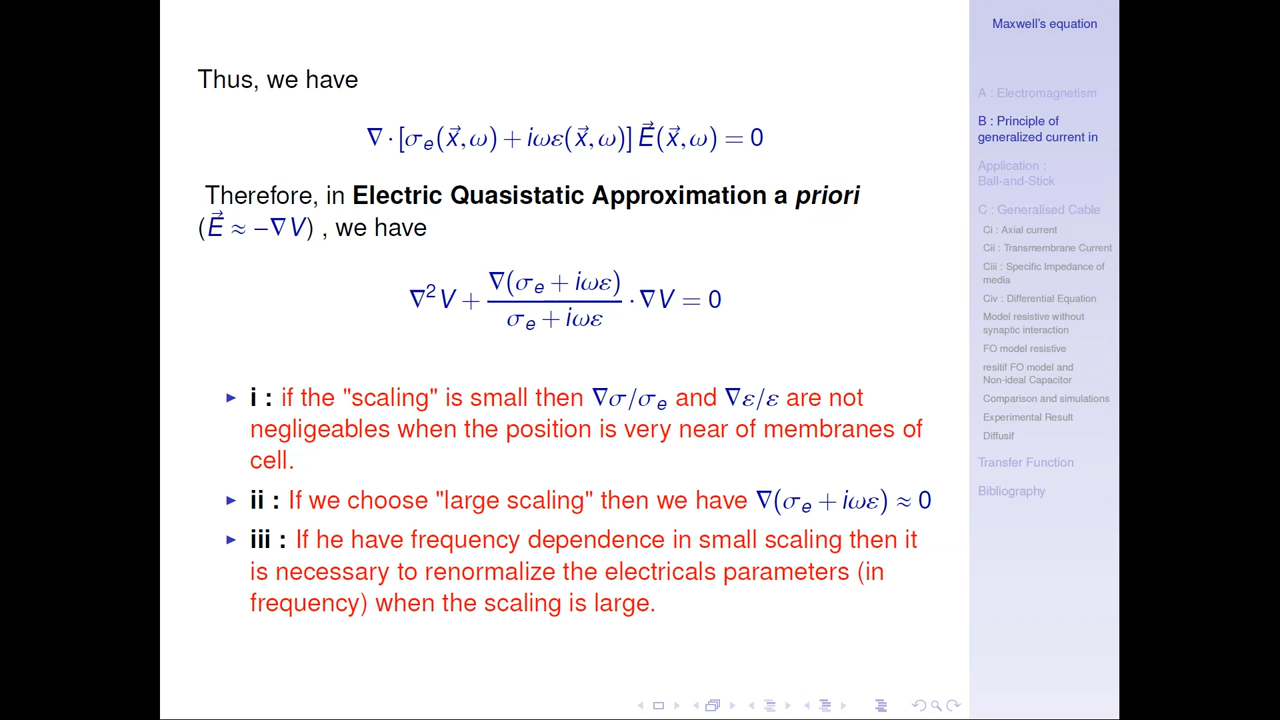 Thus, we have
∇ · [σₑ(x⃗, ω) + iωε(x⃗, ω)] E⃗(x⃗, ω) = 0
Therefore, in Electric Quasistatic Approximation a priori
(E⃗ ≈ −∇V) , we have
∇²V + ∇(σₑ + iωε) / (σₑ + iωε) · ∇V = 0
i : if the "scaling" is small then ∇σ/σₑ and ∇ε/ε are not
negligeables when the position is very near of membranes of
cell.
ii : If we choose "large scaling" then we have ∇(σₑ + iωε) ≈ 0
iii : If he have frequency dependence in small scaling then it
is necessary to renormalize the electricals parameters (in
frequency) when the scaling is large.
Maxwell's equation
A : Electromagnetism
B : Principle of
generalized current in
Application :
Ball-and-Stick
C : Generalised Cable
Ci : Axial current
Cii : Transmembrane Current
Ciii : Specific Impedance of
media
Civ : Differential Equation
Model resistive without
synaptic interaction
FO model resistive
resitif FO model and
Non-ideal Capacitor
Comparison and simulations
Experimental Result
Diffusif
Transfer Function
Bibliography